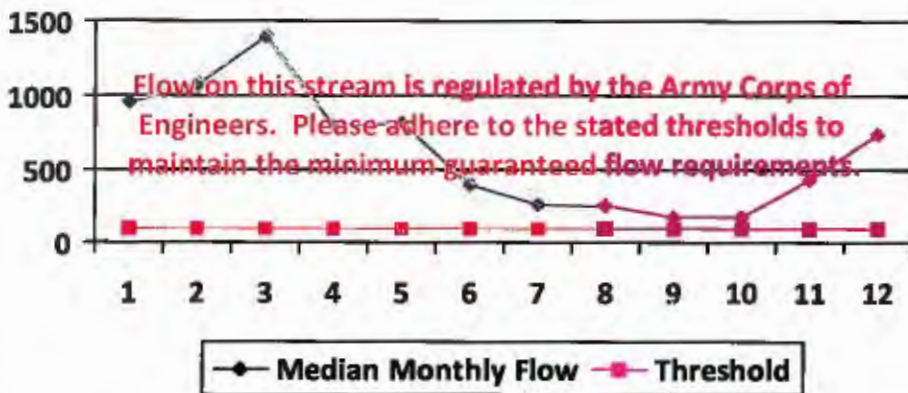 1500
1000
500
0
Flow on this stream is regulated by the Army Corps of
Engineers. Please adhere to the stated thresholds to
maintain the minimum guaranteed flow requirements.
1 2 3 4 5 6 7 8 9 10 11 12
Median Monthly Flow Threshold